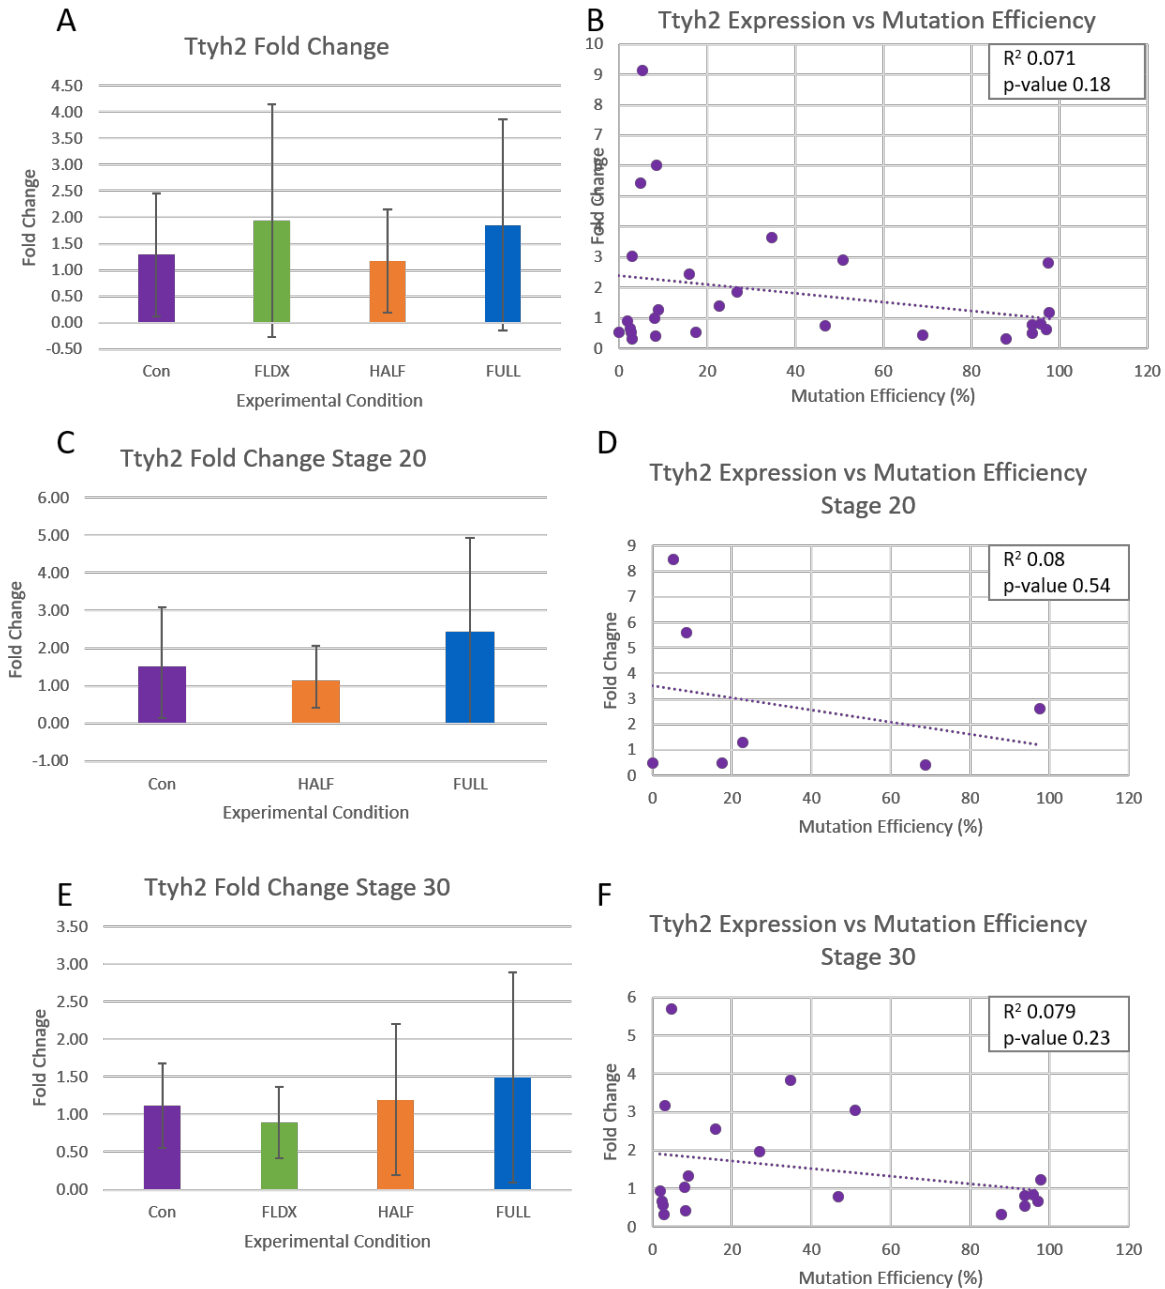 A
Ttyh2 Fold Change
4.50
4.00
3.50
3.00
2.50
2.00
1.50
1.00
0.50
0.00
-0.50
Fold Change
Con FLDX HALF FULL
Experimental Condition
B
Ttyh2 Expression vs Mutation Efficiency
R² 0.071
p-value 0.18
10
9
8
7
6
5
4
3
2
1
0
Fold Change
0 20 40 60 80 100 120
Mutation Efficiency (%)
C
Ttyh2 Fold Change Stage 20
6.00
5.00
4.00
3.00
2.00
1.00
0.00
-1.00
Fold Change
Con HALF FULL
Experimental Condition
D
Ttyh2 Expression vs Mutation Efficiency
Stage 20
R² 0.08
p-value 0.54
9
8
7
6
5
4
3
2
1
0
Fold Chagne
0 20 40 60 80 100 120
Mutation Efficiency (%)
E
Ttyh2 Fold Change Stage 30
3.50
3.00
2.50
2.00
1.50
1.00
0.50
0.00
Fold Chnage
Con FLDX HALF FULL
Experimental Condition
F
Ttyh2 Expression vs Mutation Efficiency
Stage 30
R² 0.079
p-value 0.23
6
5
4
3
2
1
0
Fold Change
0 20 40 60 80 100 120
Mutation Efficiency (%)